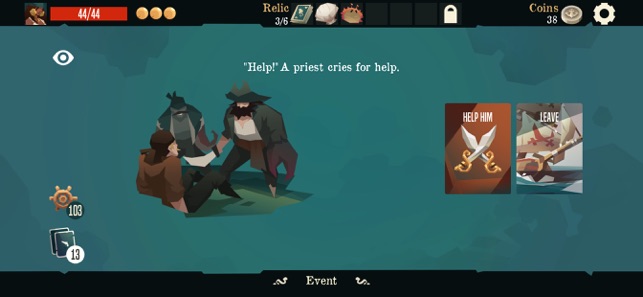 44/44
Relic
3/6
Coins
38
"Help!" A priest cries for help.
HELP HIM
LEAVE
103
13
Event